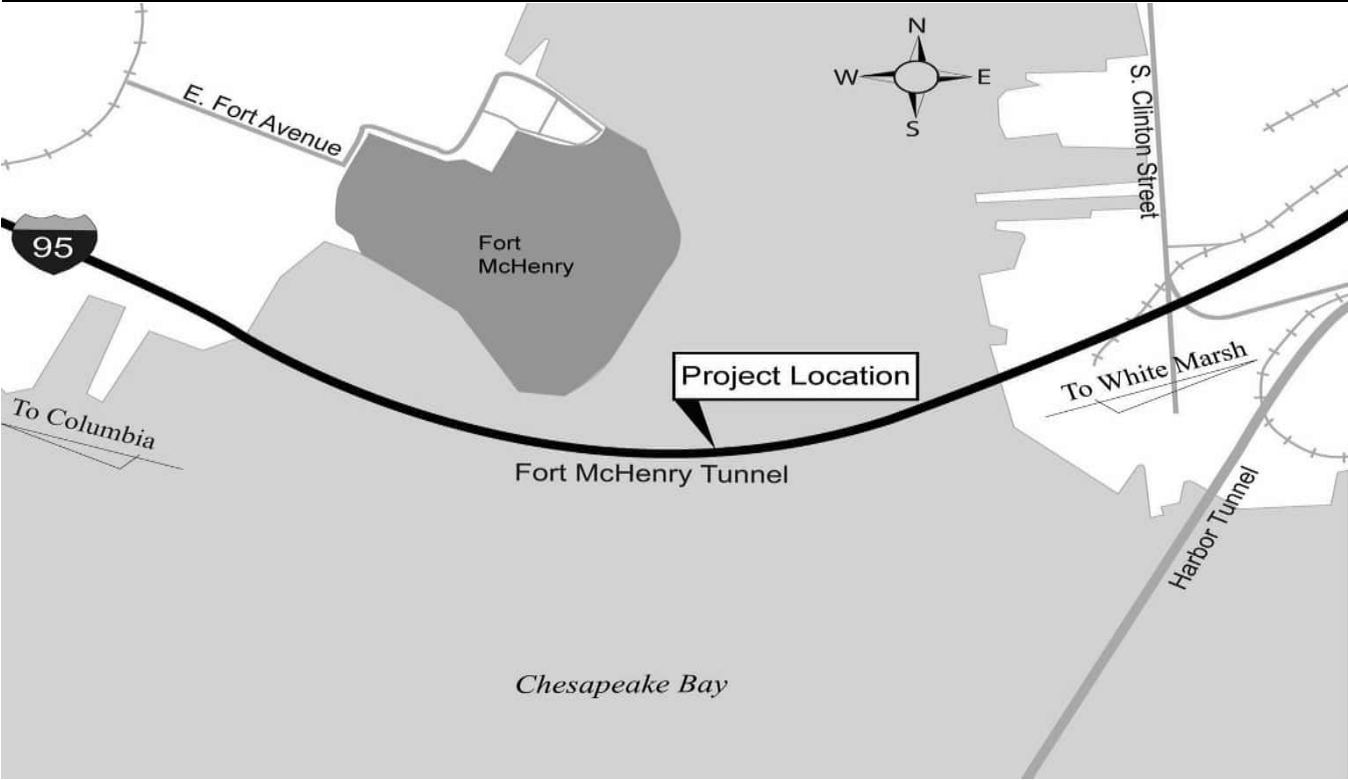 N
W
E
S
E. Fort Avenue
S. Clinton Street
95
Fort
McHenry
Project Location
To White Marsh
To Columbia
Fort McHenry Tunnel
Harbor Tunnel
Chesapeake Bay